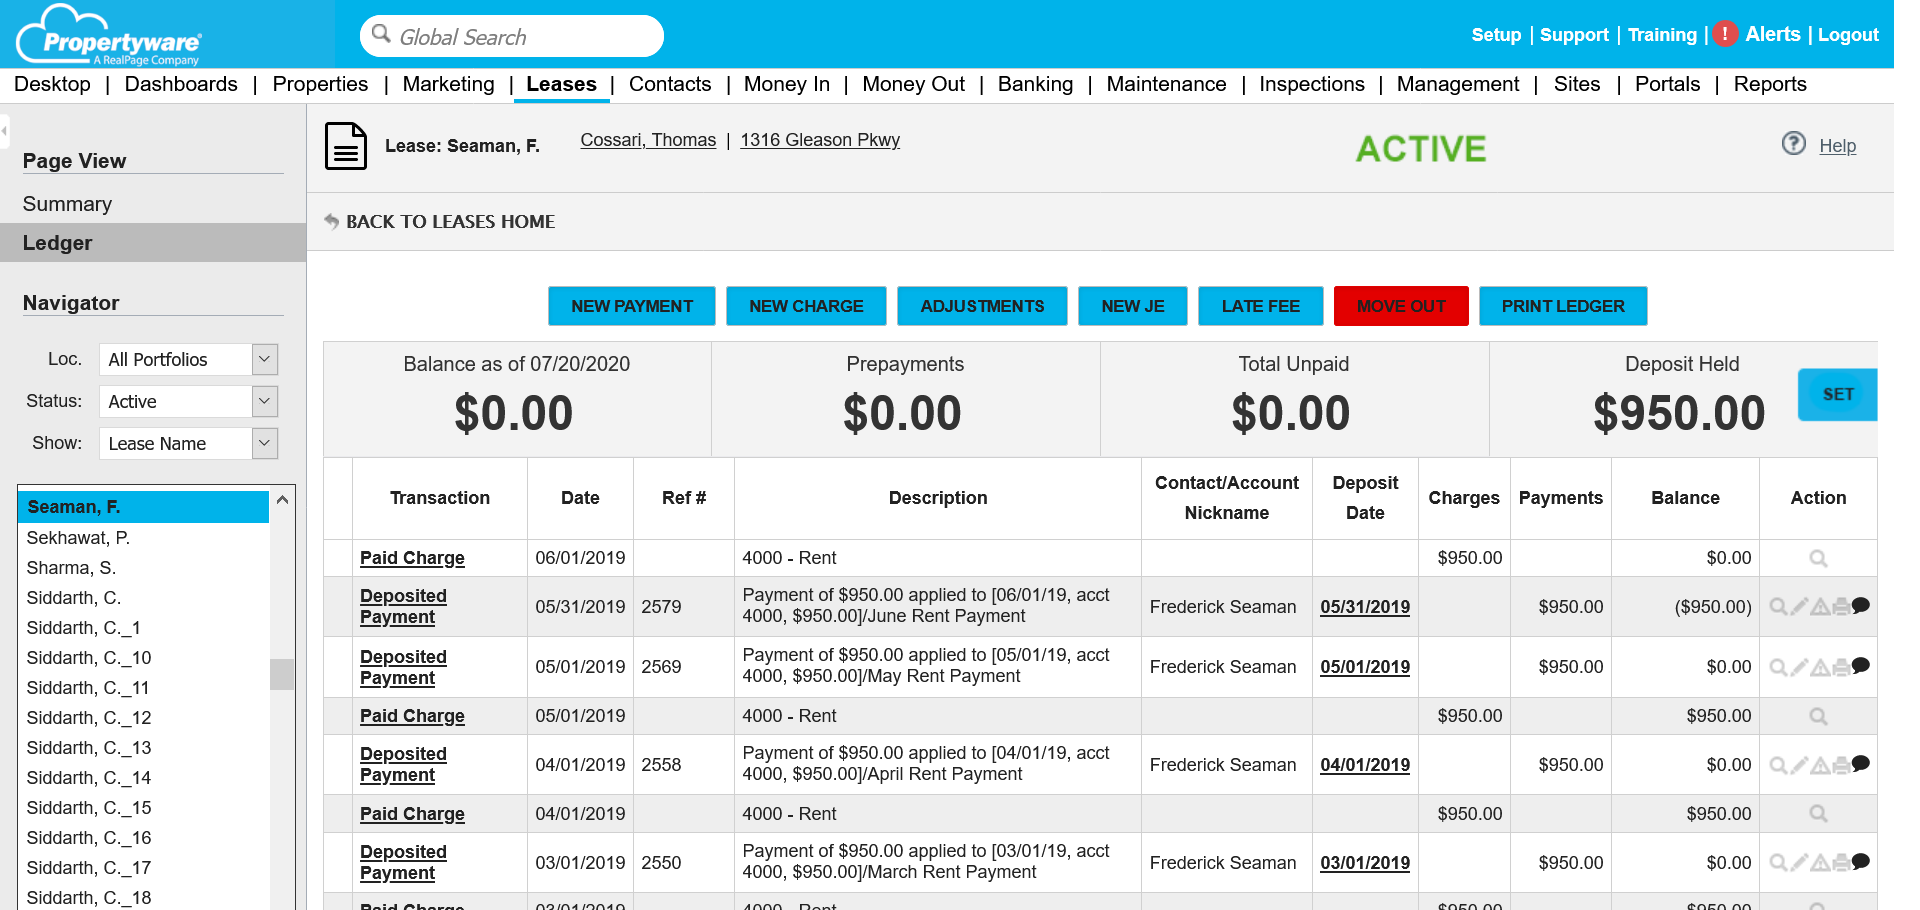 Propertyware
A RealPage Company
Global Search
Setup | Support | Training | ! Alerts | Logout
Desktop | Dashboards | Properties | Marketing | Leases | Contacts | Money In | Money Out | Banking | Maintenance | Inspections | Management | Sites | Portals | Reports
Page View
Summary
Ledger
Navigator
Loc. All Portfolios
Status: Active
Show: Lease Name
Seaman, F.
Sekhawat, P.
Sharma, S.
Siddarth, C.
Siddarth, C._1
Siddarth, C._10
Siddarth, C._11
Siddarth, C._12
Siddarth, C._13
Siddarth, C._14
Siddarth, C._15
Siddarth, C._16
Siddarth, C._17
Siddarth, C._18
Lease: Seaman, F. Cossari, Thomas | 1316 Gleason Pkwy ACTIVE ? Help
BACK TO LEASES HOME
NEW PAYMENT NEW CHARGE ADJUSTMENTS NEW JE LATE FEE MOVE OUT PRINT LEDGER
Balance as of 07/20/2020 Prepayments Total Unpaid Deposit Held
$0.00 $0.00 $0.00 $950.00 SET
Transaction Date Ref # Description Contact/Account Nickname Deposit Date Charges Payments Balance Action
Paid Charge 06/01/2019 4000 - Rent $950.00 $0.00
Deposited Payment 05/31/2019 2579 Payment of $950.00 applied to [06/01/19, acct 4000, $950.00]/June Rent Payment Frederick Seaman 05/31/2019 $950.00 ($950.00)
Deposited Payment 05/01/2019 2569 Payment of $950.00 applied to [05/01/19, acct 4000, $950.00]/May Rent Payment Frederick Seaman 05/01/2019 $950.00 $0.00
Paid Charge 05/01/2019 4000 - Rent $950.00 $950.00
Deposited Payment 04/01/2019 2558 Payment of $950.00 applied to [04/01/19, acct 4000, $950.00]/April Rent Payment Frederick Seaman 04/01/2019 $950.00 $0.00
Paid Charge 04/01/2019 4000 - Rent $950.00 $950.00
Deposited Payment 03/01/2019 2550 Payment of $950.00 applied to [03/01/19, acct 4000, $950.00]/March Rent Payment Frederick Seaman 03/01/2019 $950.00 $0.00
Paid Charge 03/01/2019 4000 - Rent $950.00 $950.00